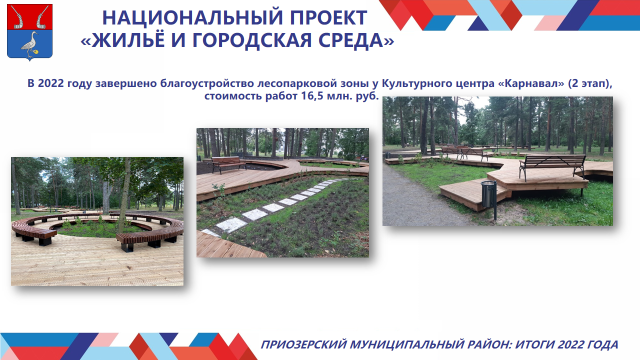 НАЦИОНАЛЬНЫЙ ПРОЕКТ
«ЖИЛЬЁ И ГОРОДСКАЯ СРЕДА»
В 2022 году завершено благоустройство лесопарковой зоны у Культурного центра «Карнавал» (2 этап),
стоимость работ 16,5 млн. руб.
ПРИОЗЕРСКИЙ МУНИЦИПАЛЬНЫЙ РАЙОН: ИТОГИ 2022 ГОДА